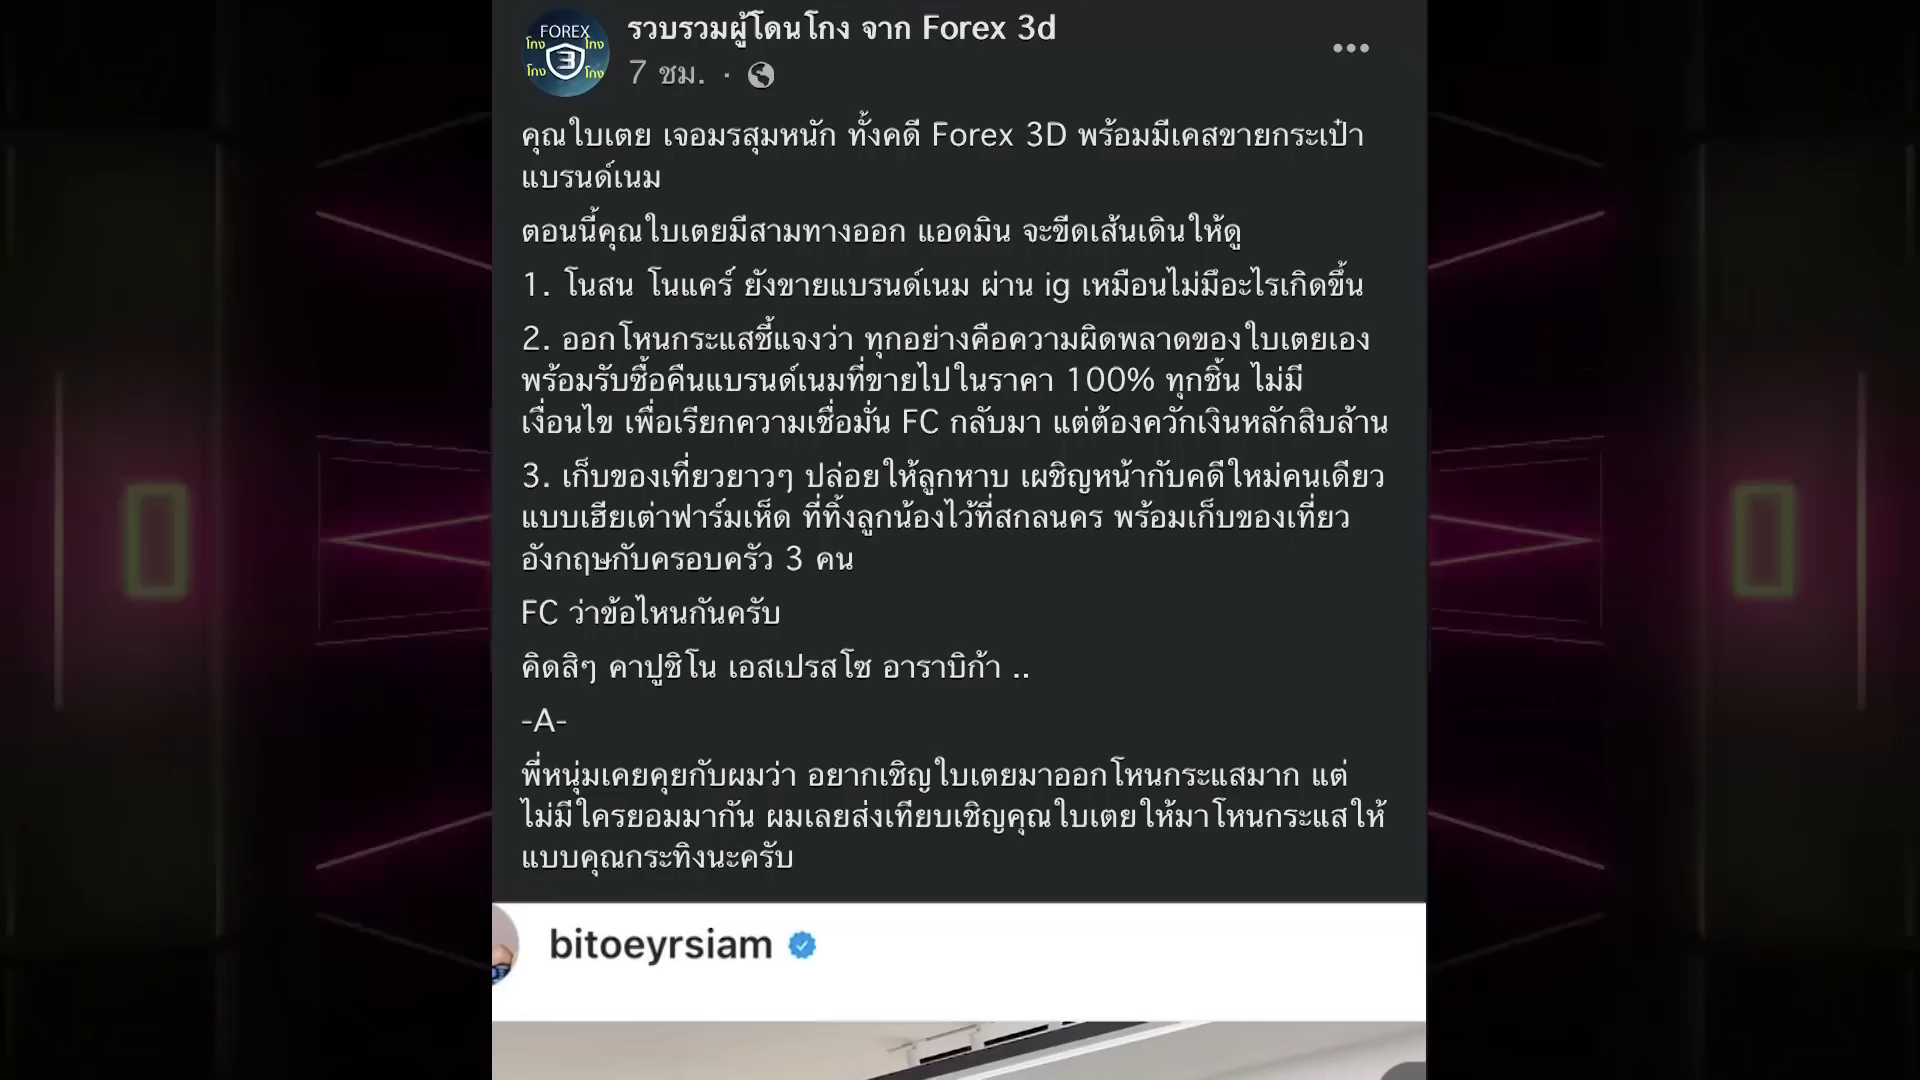 FOREX
โกง
โกง
3
โกง
โกง
รวบรวมผู้โดนโกง จาก Forex 3d
7 ชม. ·
คุณใบเตย เจอมรสุมหนัก ทั้งคดี Forex 3D พร้อมมีเคสขายกระเป๋า
แบรนด์เนม
ตอนนี้คุณใบเตยมีสามทางออก แอดมิน จะขีดเส้นเดินให้ดู
1. โนสน โนแคร์ ยังขายแบรนด์เนม ผ่าน ig เหมือนไม่มีอะไรเกิดขึ้น
2. ออกโหนกระแสชี้แจงว่า ทุกอย่างคือความผิดพลาดของใบเตยเอง
พร้อมรับซื้อคืนแบรนด์เนมที่ขายไปในราคา 100% ทุกชิ้น ไม่มี
เงื่อนไข เพื่อเรียกความเชื่อมั่น FC กลับมา แต่ต้องควักเงินหลักสิบล้าน
3. เก็บของเที่ยวยาวๆ ปล่อยให้ลูกหาบ เผชิญหน้ากับคดีใหม่คนเดียว
แบบเฮียเต่าฟาร์มเห็ด ที่ทิ้งลูกน้องไว้ที่สกลนคร พร้อมเก็บของเที่ยว
อังกฤษกับครอบครัว 3 คน
FC ว่าข้อไหนกันครับ
คิดสิๆ คาปูชิโน เอสเปรสโซ อาราบิก้า ..
-A-
พี่หนุ่มเคยคุยกับผมว่า อยากเชิญใบเตยมาออกโหนกระแสมาก แต่
ไม่มีใครยอมมากัน ผมเลยส่งเทียบเชิญคุณใบเตยให้มาโหนกระแสให้
แบบคุณกระทิงนะครับ
bitoeyrsiam